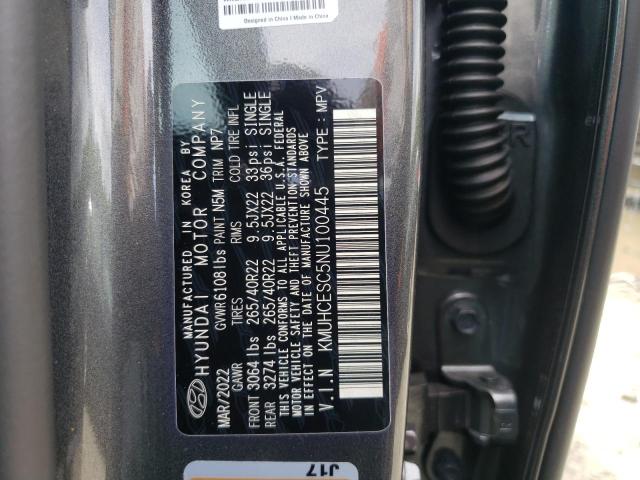 Designed in China | Made in China
MANUFACTURED IN KOREA BY
HYUNDAI MOTOR COMPANY
MAR/2022 GVWR 6108 lbs PAINT N5M TRIM NP7
GAWR TIRES RIMS COLD TIRE INFL
FRONT 3064 lbs 265/40R22 9.5JX22 33psi SINGLE
REAR 3274 lbs 265/40R22 9.5JX22 36psi SINGLE
THIS VEHICLE CONFORMS TO ALL APPLICABLE U.S.A. FEDERAL
MOTOR VEHICLE SAFETY AND THEFT PREVENTION STANDARDS
IN EFFECT ON THE DATE OF MANUFACTURE SHOWN ABOVE
V.I.N KMUHCESC5NU100445 TYPE : MPV
J17
R